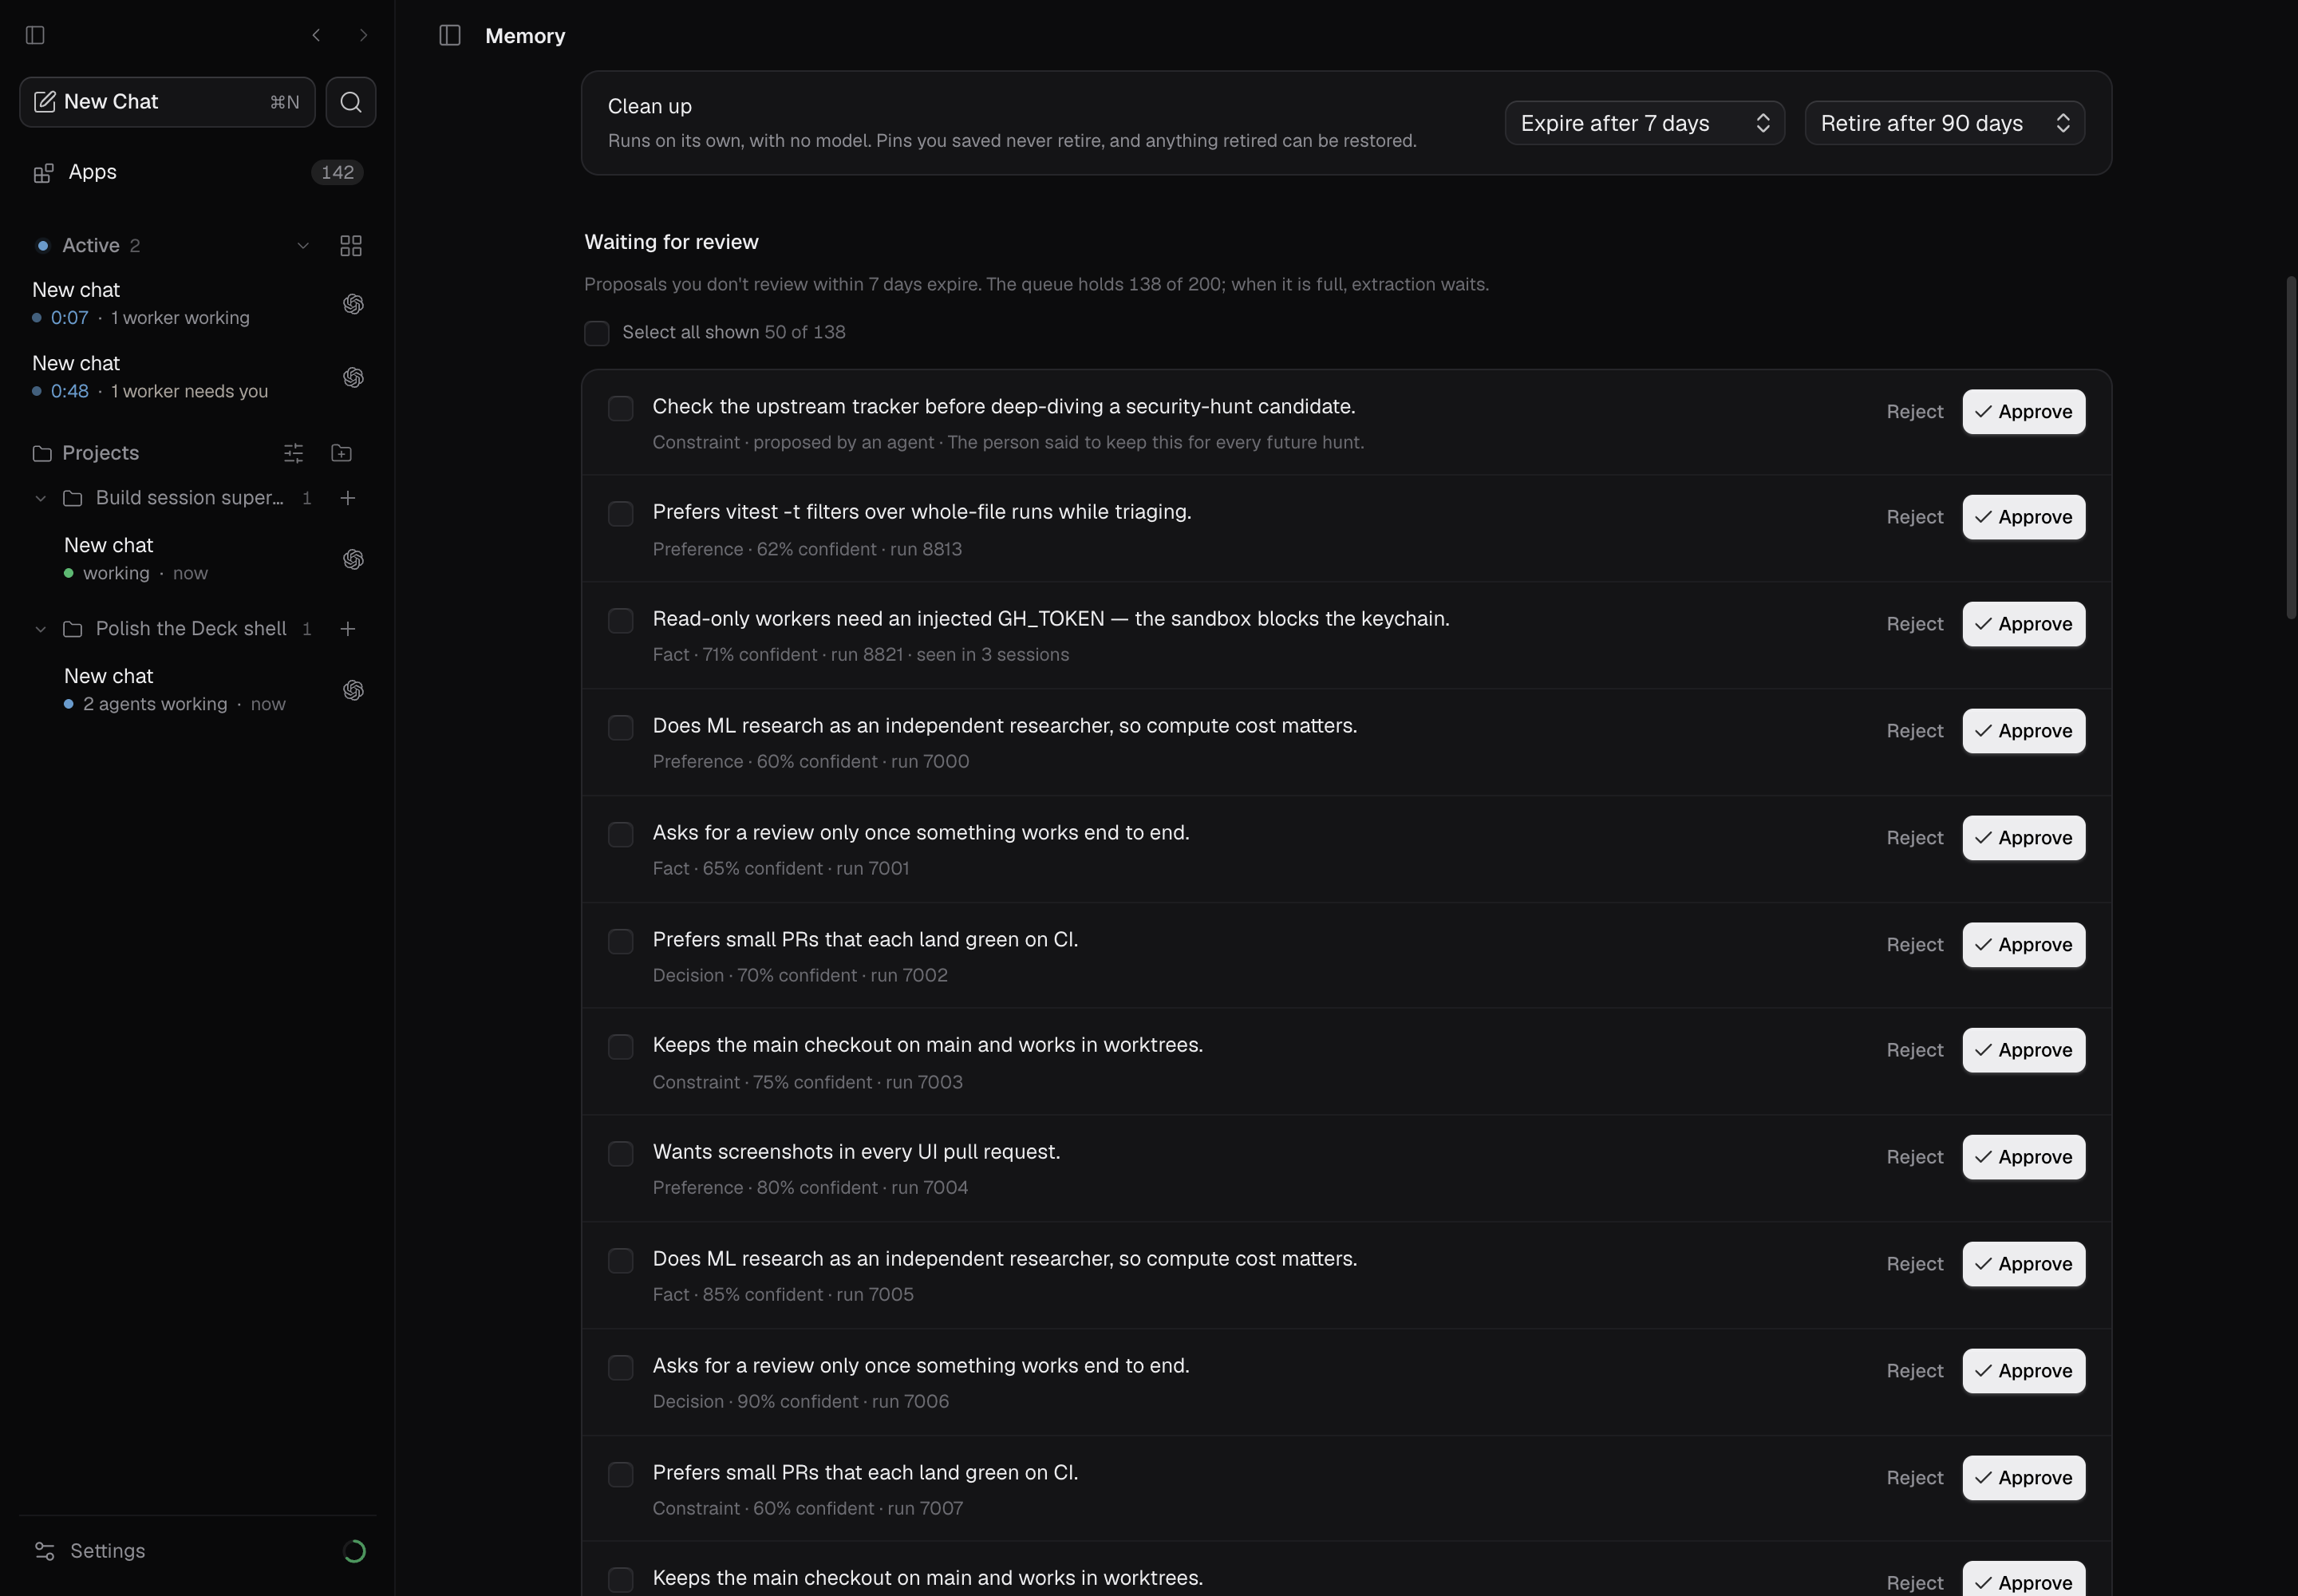 Memory
New Chat ⌘N
Apps 142
Active 2
New chat
0:07 · 1 worker working
New chat
0:48 · 1 worker needs you
Projects
Build session super... 1
New chat
working · now
Polish the Deck shell 1
New chat
2 agents working · now
Settings
Clean up
Runs on its own, with no model. Pins you saved never retire, and anything retired can be restored.
Expire after 7 days
Retire after 90 days
Waiting for review
Proposals you don't review within 7 days expire. The queue holds 138 of 200; when it is full, extraction waits.
Select all shown 50 of 138
Check the upstream tracker before deep-diving a security-hunt candidate.
Constraint · proposed by an agent · The person said to keep this for every future hunt.
Reject Approve
Prefers vitest -t filters over whole-file runs while triaging.
Preference · 62% confident · run 8813
Reject Approve
Read-only workers need an injected GH_TOKEN — the sandbox blocks the keychain.
Fact · 71% confident · run 8821 · seen in 3 sessions
Reject Approve
Does ML research as an independent researcher, so compute cost matters.
Preference · 60% confident · run 7000
Reject Approve
Asks for a review only once something works end to end.
Fact · 65% confident · run 7001
Reject Approve
Prefers small PRs that each land green on CI.
Decision · 70% confident · run 7002
Reject Approve
Keeps the main checkout on main and works in worktrees.
Constraint · 75% confident · run 7003
Reject Approve
Wants screenshots in every UI pull request.
Preference · 80% confident · run 7004
Reject Approve
Does ML research as an independent researcher, so compute cost matters.
Fact · 85% confident · run 7005
Reject Approve
Asks for a review only once something works end to end.
Decision · 90% confident · run 7006
Reject Approve
Prefers small PRs that each land green on CI.
Constraint · 60% confident · run 7007
Reject Approve
Keeps the main checkout on main and works in worktrees.
Reject Approve